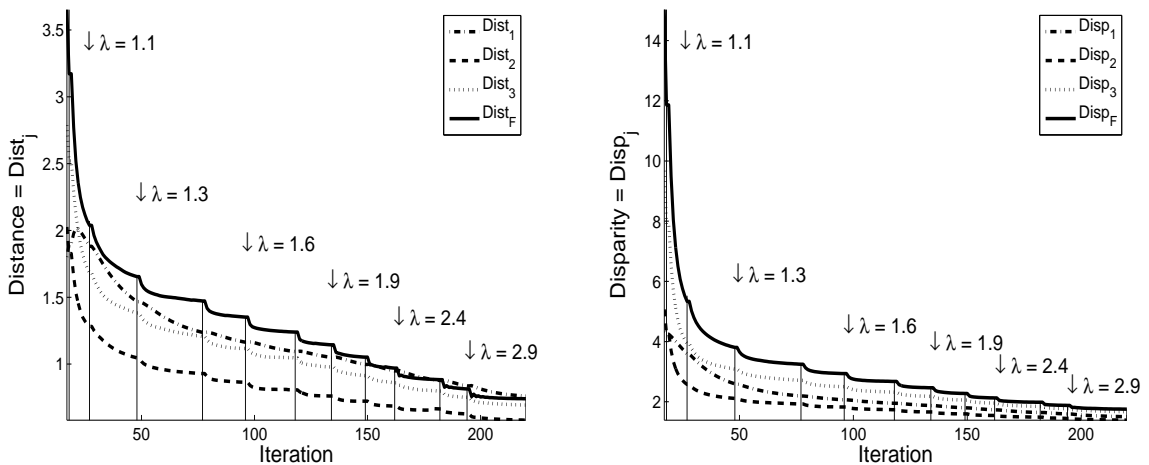 Distance = Dist_j
3.5
3
2.5
2
1.5
1
50
100
150
200
Iteration
↓ λ = 1.1
↓ λ = 1.3
↓ λ = 1.6
↓ λ = 1.9
↓ λ = 2.4
↓ λ = 2.9
Dist_1
Dist_2
Dist_3
Dist_F
Disparity = Disp_j
14
12
10
8
6
4
2
50
100
150
200
Iteration
↓ λ = 1.1
↓ λ = 1.3
↓ λ = 1.6
↓ λ = 1.9
↓ λ = 2.4
↓ λ = 2.9
Disp_1
Disp_2
Disp_3
Disp_F